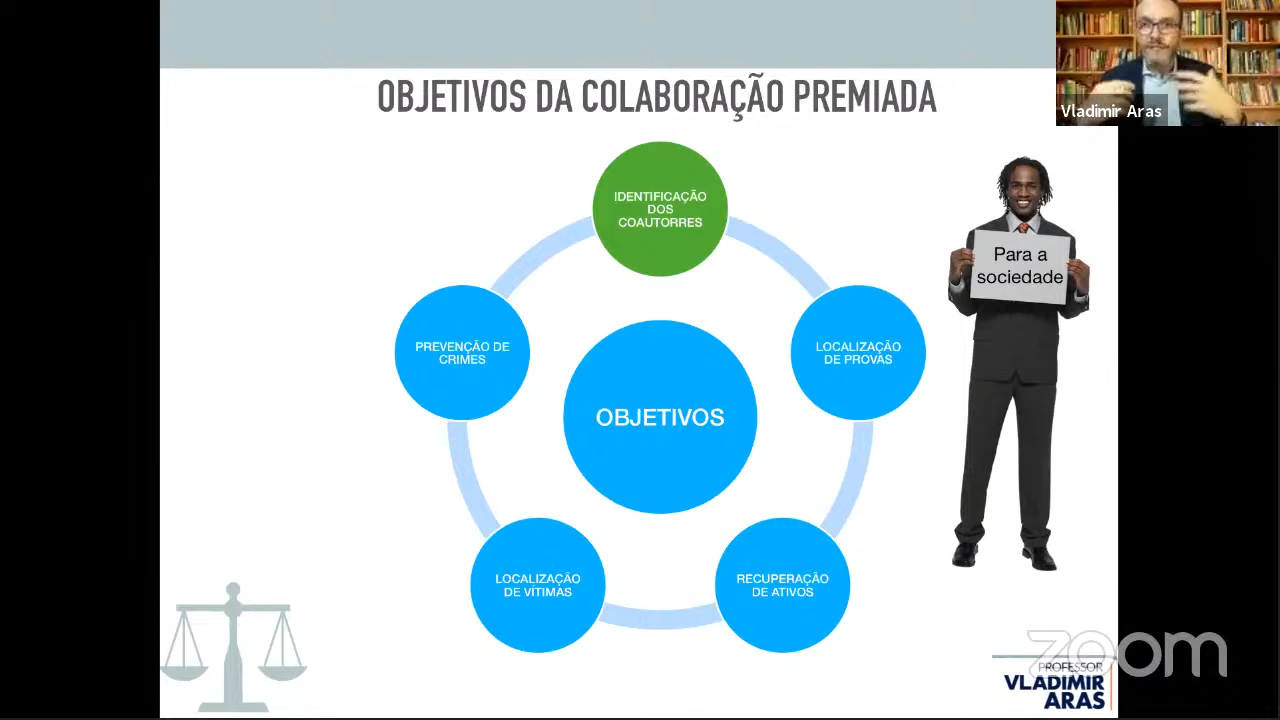 OBJETIVOS DA COLABORAÇÃO PREMIADA
Vladimir Aras
IDENTIFICAÇÃO
DOS
COAUTORRES
Para a
sociedade
PREVENÇÃO DE
CRIMES
LOCALIZAÇÃO
DE PROVAS
OBJETIVOS
LOCALIZAÇÃO
DE VÍTIMAS
RECUPERAÇÃO
DE ATIVOS
zoom
PROFESSOR
VLADIMIR
ARAS